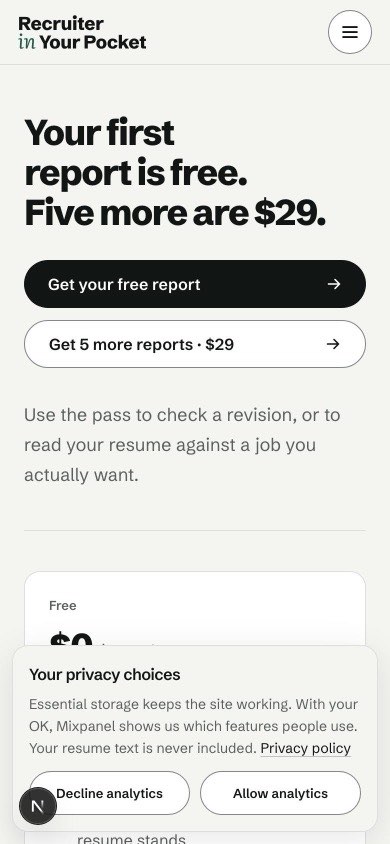 Recruiter
in Your Pocket
Your first
report is free.
Five more are $29.
Get your free report →
Get 5 more reports · $29 →
Use the pass to check a revision, or to
read your resume against a job you
actually want.
Free
$0
Your privacy choices
Essential storage keeps the site working. With your
OK, Mixpanel shows us which features people use.
Your resume text is never included. Privacy policy
Decline analytics
Allow analytics
N
resume stands